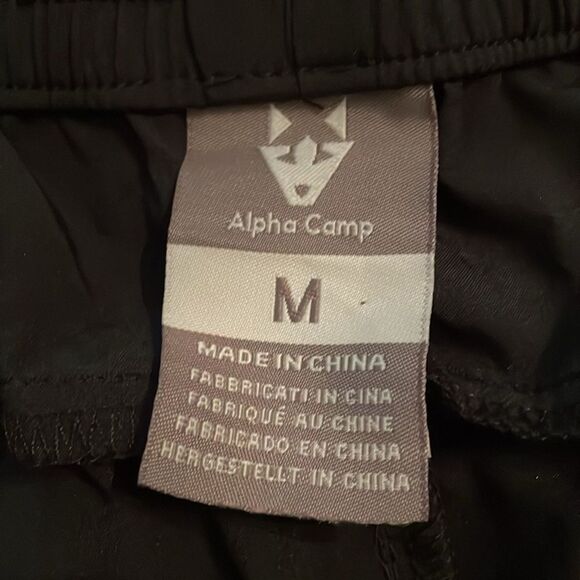 Alpha Camp
M
MADE IN CHINA
FABBRICATI IN CINA
FABRIQUÉ AU CHINE
FABRICADO EN CHINA
HERGESTELLT IN CHINA